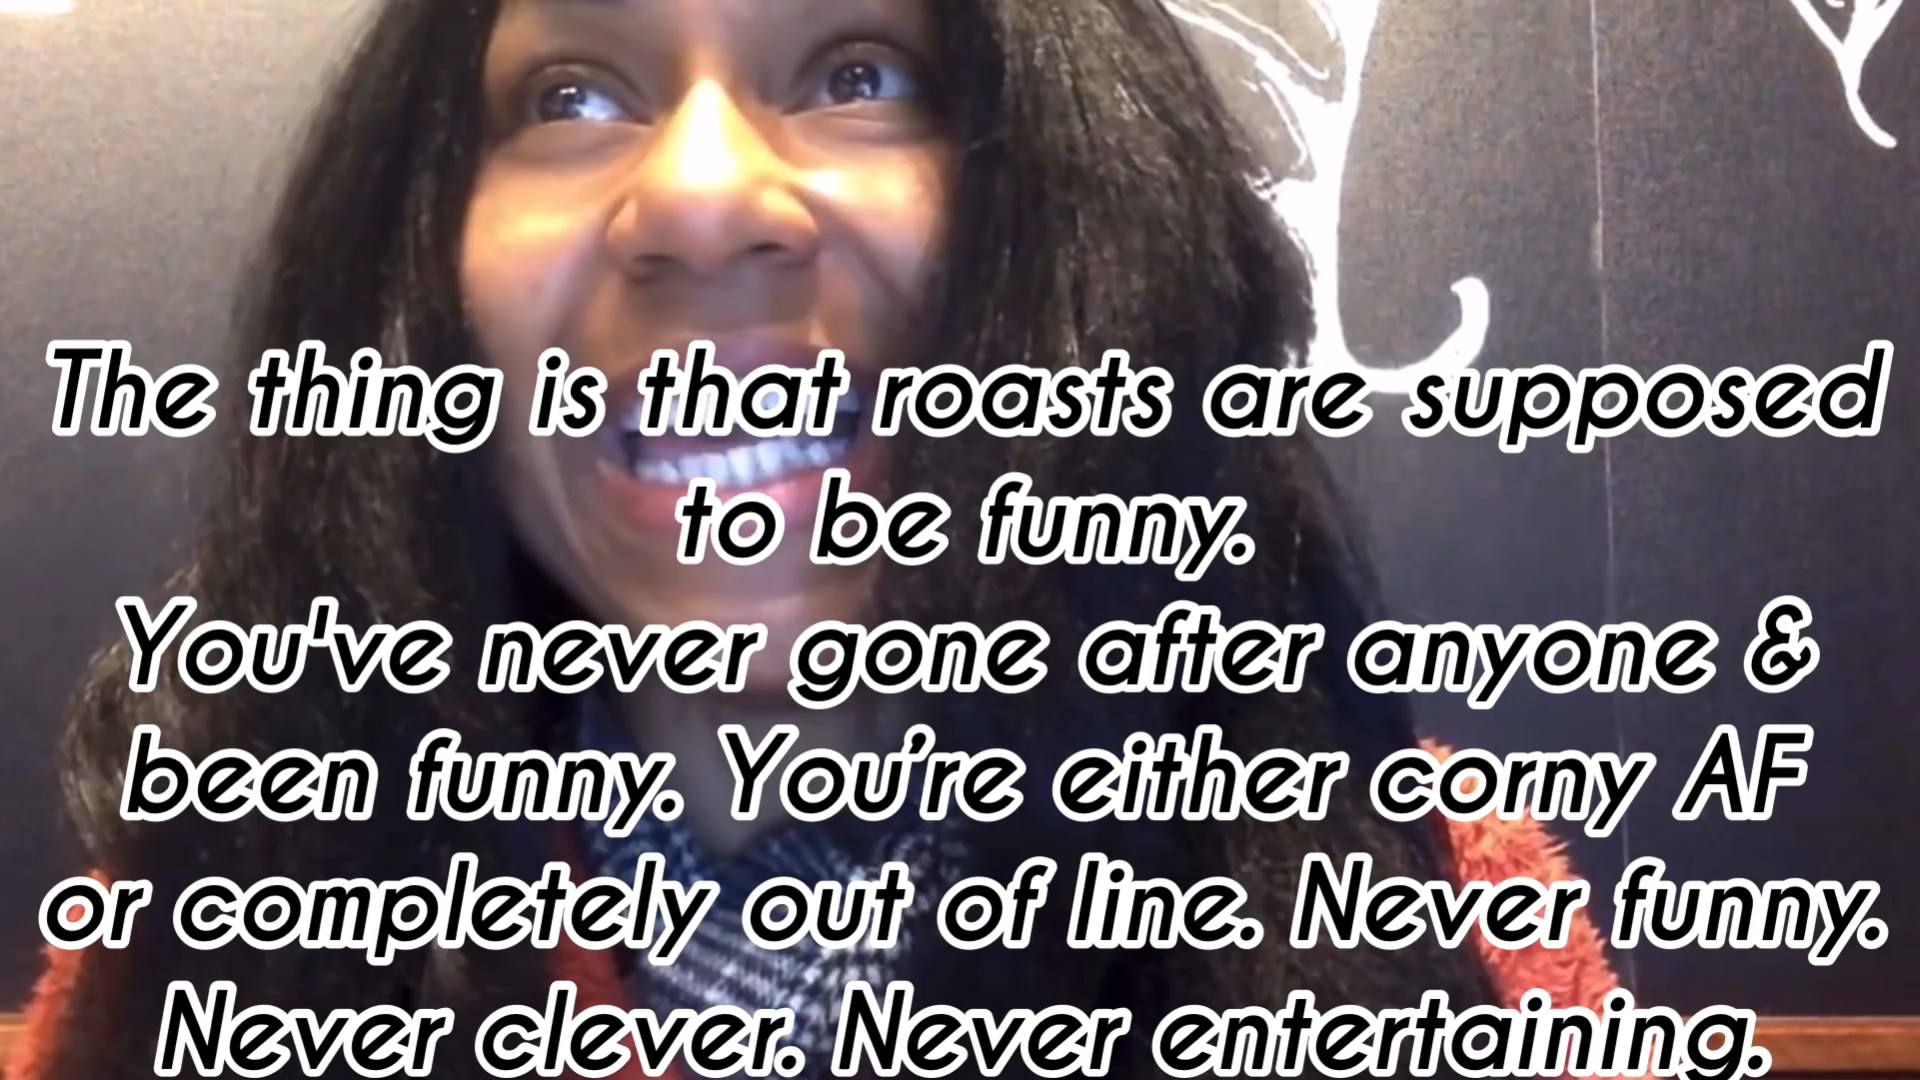 The thing is that roasts are supposed
to be funny.
You've never gone after anyone &
been funny. You’re either corny AF
or completely out of line. Never funny.
Never clever. Never entertaining.